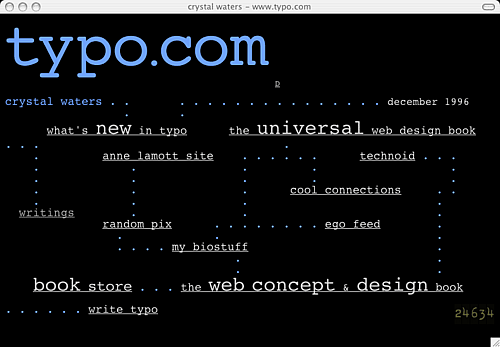 crystal waters – www.typo.com
typo.com
p
crystal waters
december 1996
what's new in typo
the universal web design book
anne lamott site
technoid
cool connections
writings
random pix
ego feed
my biostuff
book store
the web concept & design book
write typo
24634